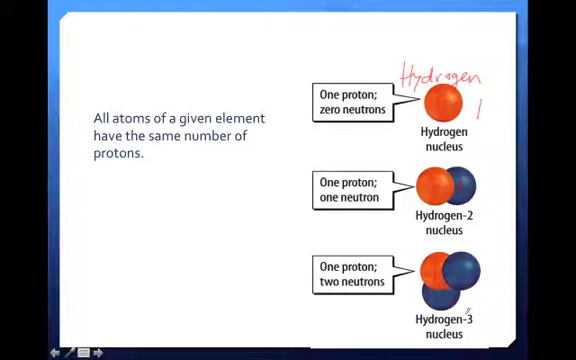 Hydrogen
1
One proton;
zero neutrons
Hydrogen
nucleus
All atoms of a given element
have the same number of
protons.
One proton;
one neutron
Hydrogen-2
nucleus
One proton;
two neutrons
Hydrogen-3
nucleus